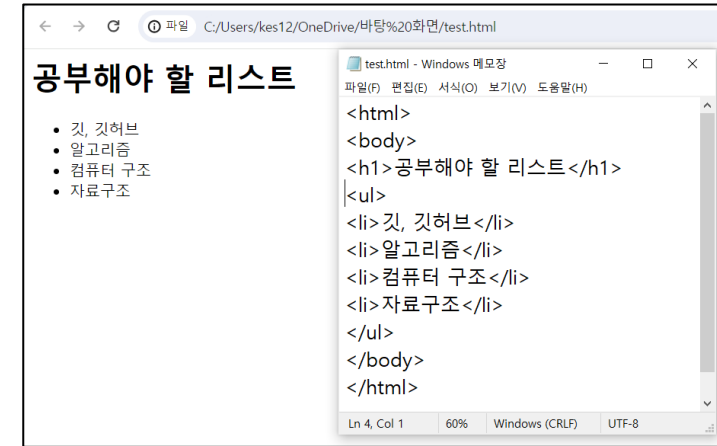 파일 C:/Users/kes12/OneDrive/바탕%20화면/test.html
공부해야 할 리스트
• 깃, 깃허브
• 알고리즘
• 컴퓨터 구조
• 자료구조
test.html - Windows 메모장
파일(F) 편집(E) 서식(O) 보기(V) 도움말(H)
<html>
<body>
<h1>공부해야 할 리스트</h1>
<ul>
<li>깃, 깃허브</li>
<li>알고리즘</li>
<li>컴퓨터 구조</li>
<li>자료구조</li>
</ul>
</body>
</html>
Ln 4, Col 1 60% Windows (CRLF) UTF-8